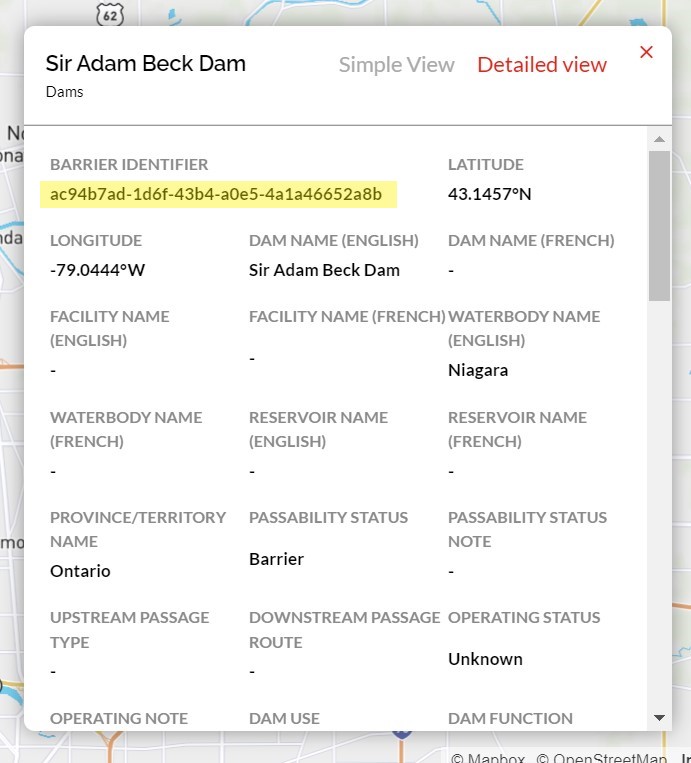 62
Sir Adam Beck Dam
Simple View
Detailed view
×
Dams
BARRIER IDENTIFIER
LATITUDE
ac94b7ad-1d6f-43b4-a0e5-4a1a46652a8b
43.1457°N
LONGITUDE
DAM NAME (ENGLISH)
DAM NAME (FRENCH)
-79.0444°W
Sir Adam Beck Dam
-
FACILITY NAME
(ENGLISH)
-
FACILITY NAME (FRENCH)
-
WATERBODY NAME
(ENGLISH)
Niagara
WATERBODY NAME
(FRENCH)
-
RESERVOIR NAME
(ENGLISH)
-
RESERVOIR NAME
(FRENCH)
-
PROVINCE/TERRITORY
NAME
Ontario
PASSABILITY STATUS
Barrier
PASSABILITY STATUS
NOTE
-
UPSTREAM PASSAGE
TYPE
-
DOWNSTREAM PASSAGE
ROUTE
-
OPERATING STATUS
Unknown
OPERATING NOTE
DAM USE
DAM FUNCTION
© Mapbox © OpenStreetMap